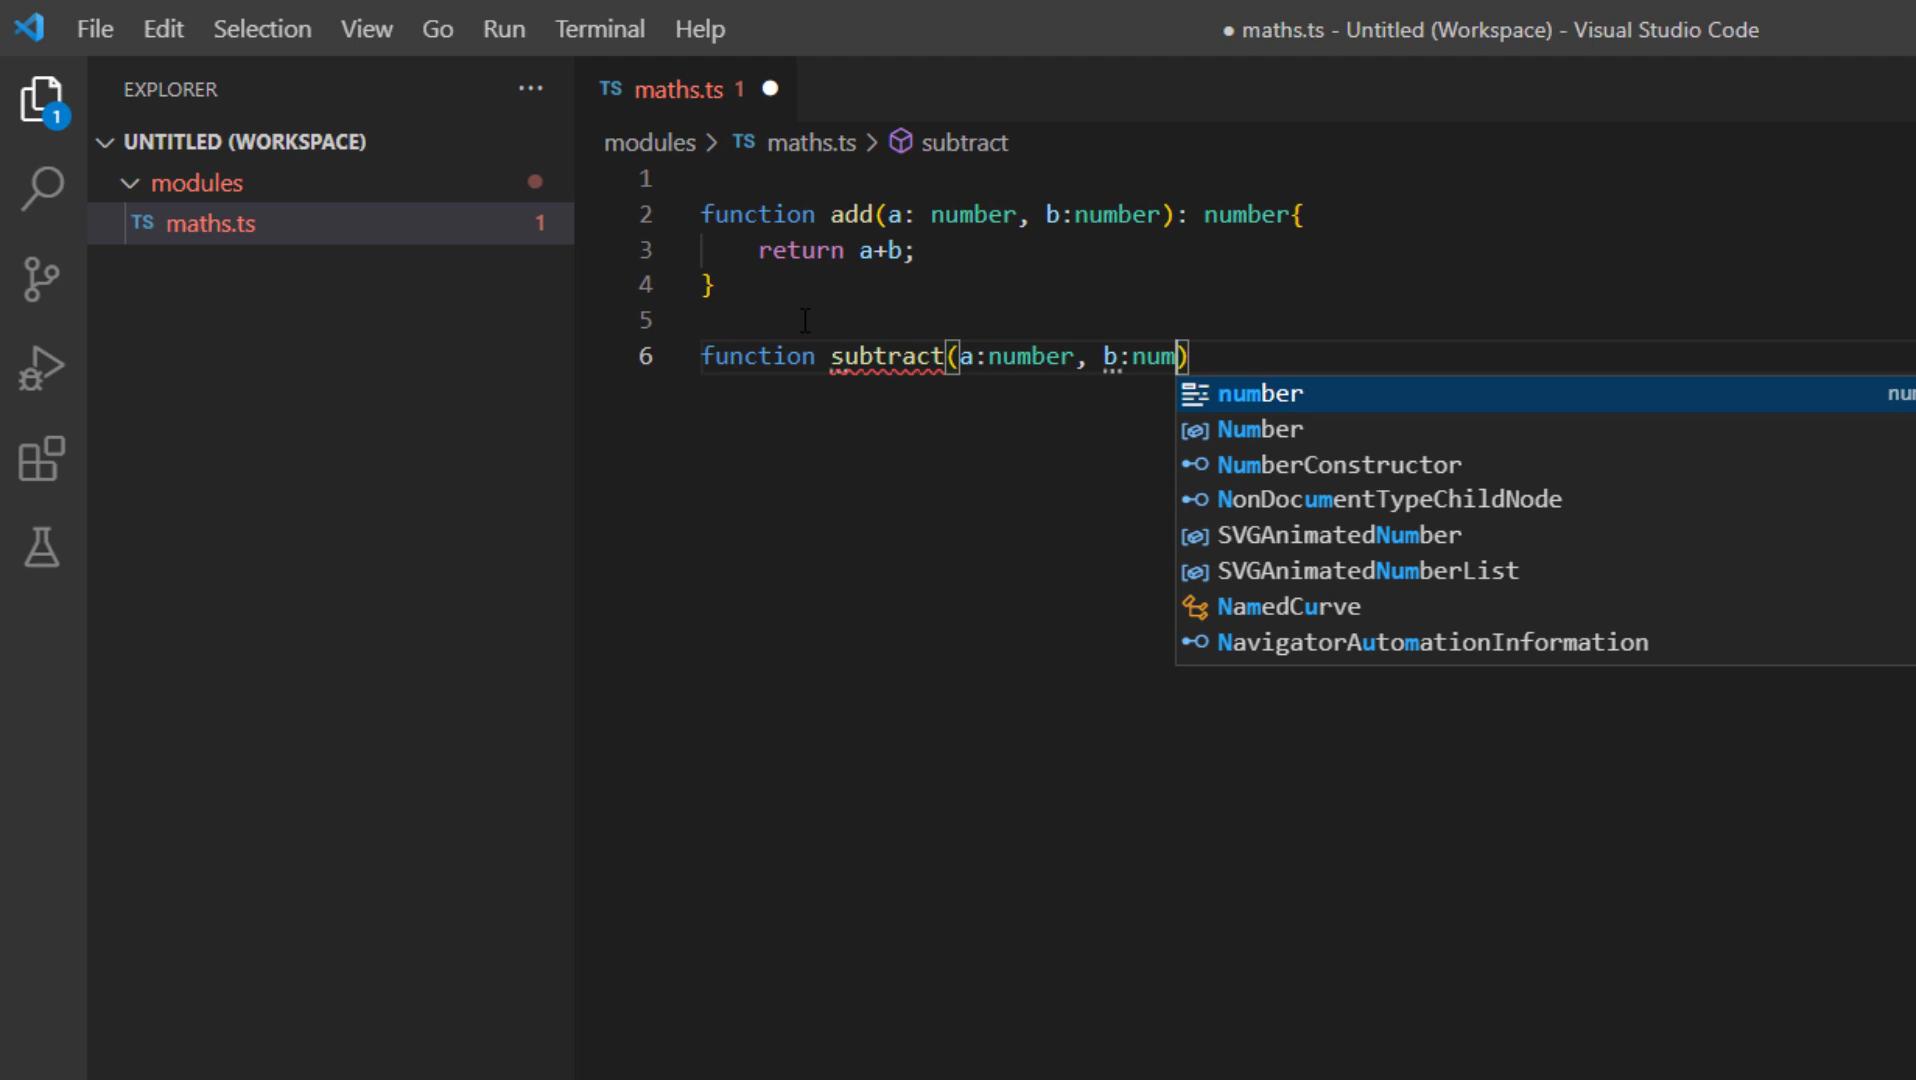 File Edit Selection View Go Run Terminal Help
● maths.ts - Untitled (Workspace) - Visual Studio Code
EXPLORER ...
TS maths.ts 1 ●
1
UNTITLED (WORKSPACE)
modules
TS maths.ts 1
modules > TS maths.ts > subtract
1
2 function add(a: number, b:number): number{
3 return a+b;
4 }
5
6 function subtract(a:number, b:num)
number
Number
NumberConstructor
NonDocumentTypeChildNode
SVGAnimatedNumber
SVGAnimatedNumberList
NamedCurve
NavigatorAutomationInformation